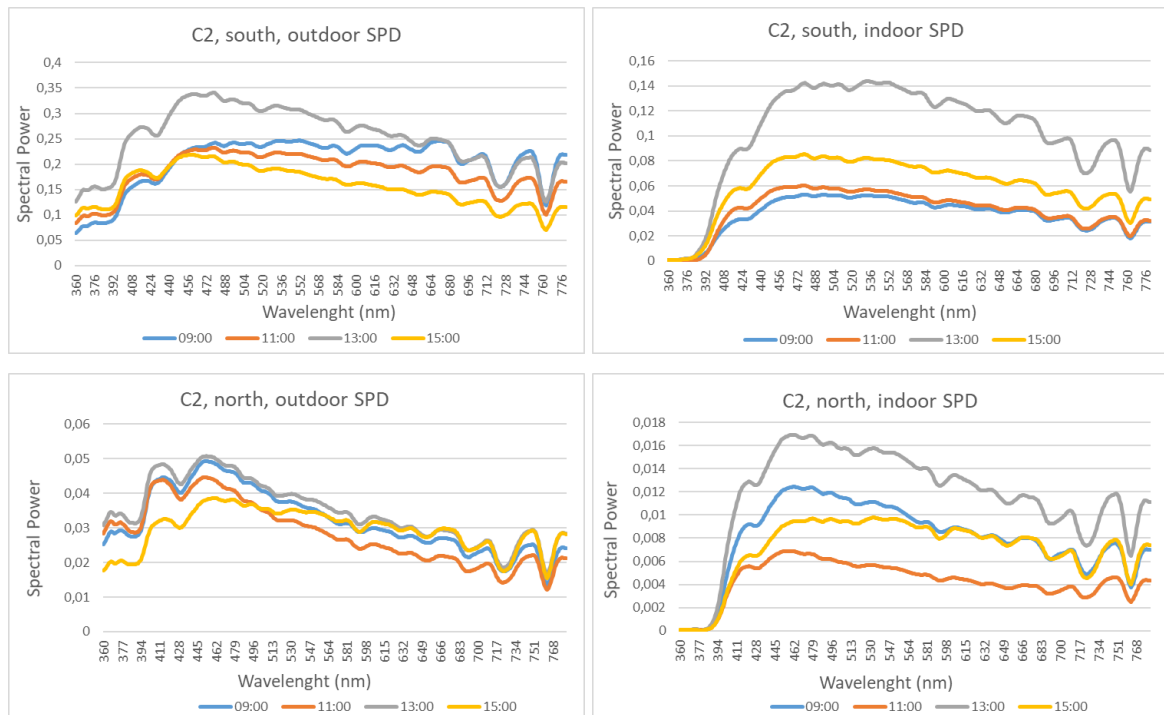 C2, south, outdoor SPD
Spectral Power
0,4
0,35
0,3
0,25
0,2
0,15
0,1
0,05
0
360 376 392 408 424 440 456 472 488 504 520 536 552 568 584 600 616 632 648 664 680 696 712 728 744 760 776
Wavelenght (nm)
09:00 11:00 13:00 15:00
C2, south, indoor SPD
Spectral Power
0,16
0,14
0,12
0,1
0,08
0,06
0,04
0,02
0
360 376 392 408 424 440 456 472 488 504 520 536 552 568 584 600 616 632 648 664 680 696 712 728 744 760 776
Wavelenght (nm)
09:00 11:00 13:00 15:00
C2, north, outdoor SPD
Spectral Power
0,06
0,05
0,04
0,03
0,02
0,01
0
360 377 394 411 428 445 462 479 496 513 530 547 564 581 598 615 632 649 666 683 700 717 734 751 768
Wavelenght (nm)
09:00 11:00 13:00 15:00
C2, north, indoor SPD
Spectral Power
0,018
0,016
0,014
0,012
0,01
0,008
0,006
0,004
0,002
0
360 377 394 411 428 445 462 479 496 513 530 547 564 581 598 615 632 649 666 683 700 717 734 751 768
Wavelenght (nm)
09:00 11:00 13:00 15:00